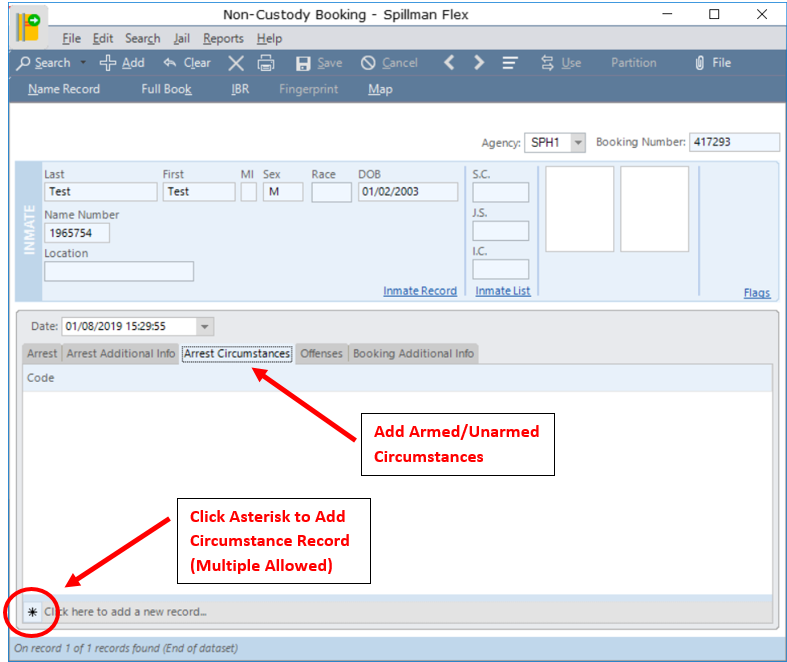 Non-Custody Booking - Spillman Flex
File Edit Search Jail Reports Help
Search Add Clear Save Cancel Use Partition File
Name Record Full Book IBR Fingerprint Map
Agency: SPH1 Booking Number: 417293
INMATE
Last First MI Sex Race DOB S.C.
Test Test M 01/02/2003
Name Number J.S.
1965754
Location I.C.
Inmate Record Inmate List Flags
Date: 01/08/2019 15:29:55
Arrest Arrest Additional Info Arrest Circumstances Offenses Booking Additional Info
Code
Add Armed/Unarmed
Circumstances
Click Asterisk to Add
Circumstance Record
(Multiple Allowed)
* Click here to add a new record...
On record 1 of 1 records found (End of dataset)